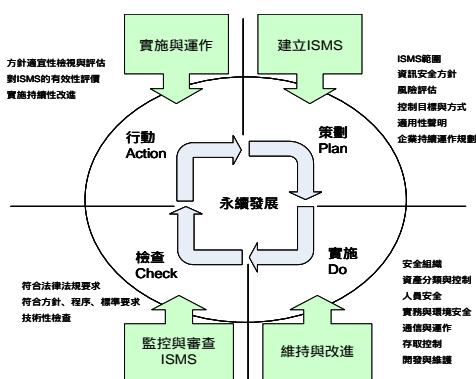 實施與運作
建立ISMS
方針適宜性檢視與評估
對ISMS的有效性評價
實施持續性改進
ISMS範圍
資訊安全方針
風險評估
控制目標與方式
適用性聲明
企業持續運作規劃
行動
Action
策劃
Plan
永續發展
檢查
Check
實施
Do
符合法律法規要求
符合方針、程序、標準要求
技術性檢查
安全組織
資產分類與控制
人員安全
實務與環境安全
通信與運作
存取控制
開發與維護
監控與審查
ISMS
維持與改進